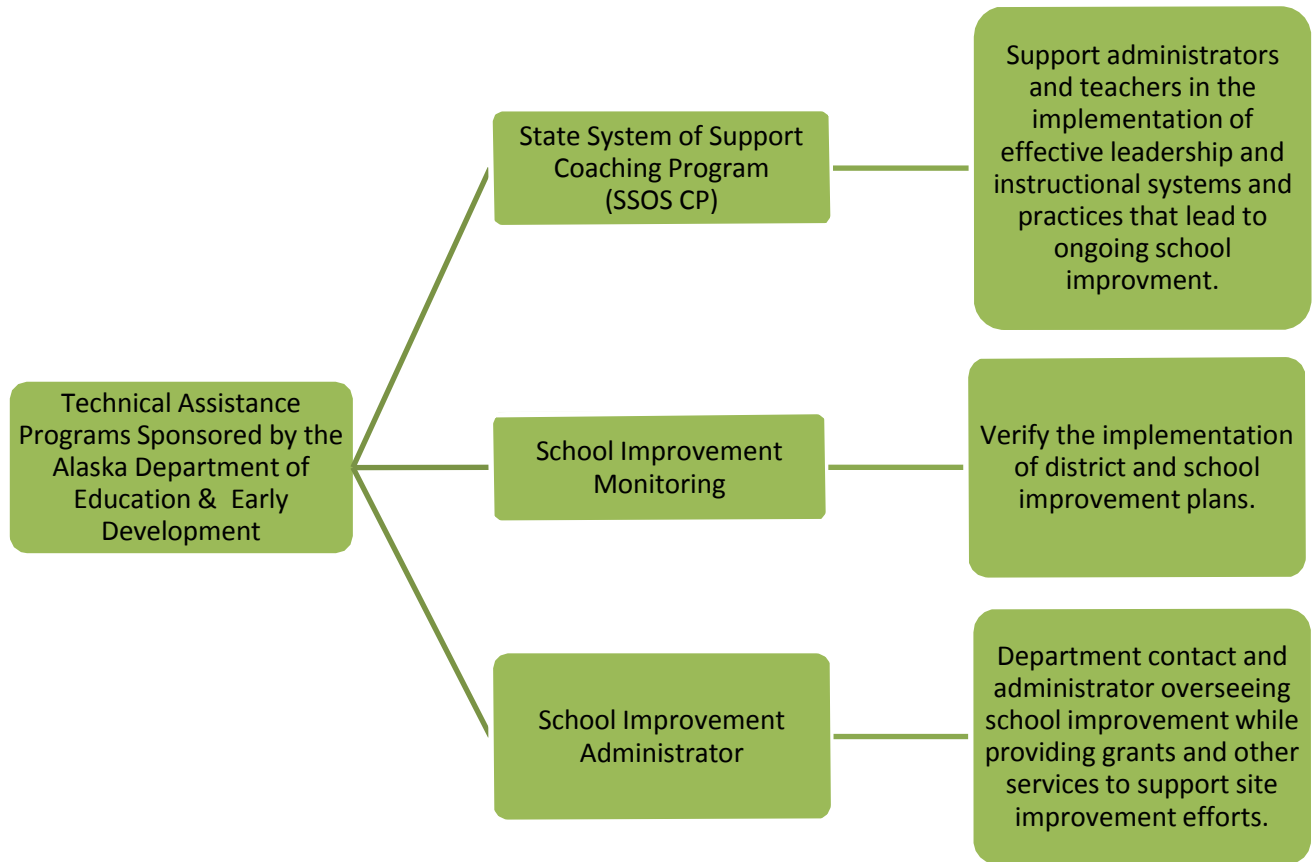 Technical Assistance
Programs Sponsored by the
Alaska Department of
Education &  Early
Development
State System of Support
Coaching Program
(SSOS CP)
Support administrators
and teachers in the
implementation of
effective leadership and
instructional systems and
practices that lead to
ongoing school
improvment.
School Improvement
Monitoring
Verify the implementation
of district and school
improvement plans.
School Improvement
Administrator
Department contact and
administrator overseeing
school improvement while
providing grants and other
services to support site
improvement efforts.